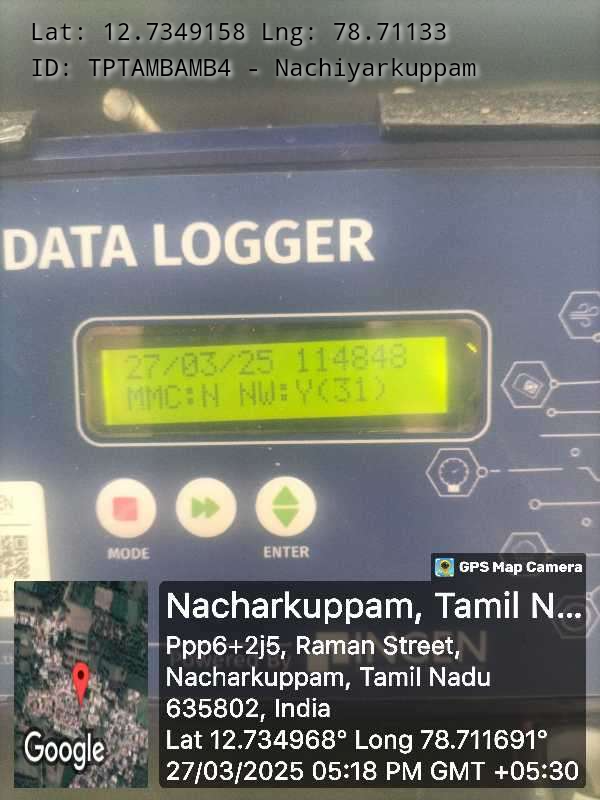 Lat: 12.7349158 Lng: 78.71133
ID: TPTAMBAMB4 - Nachiyarkuppam
DATA LOGGER
27/03/25 114848
MMC:N NW:Y(31)
MODE
ENTER
GPS Map Camera
Nacharkuppam, Tamil N...
Ppp6+2j5, Raman Street,
Nacharkuppam, Tamil Nadu
635802, India
Lat 12.734968° Long 78.711691°
27/03/2025 05:18 PM GMT +05:30
Google